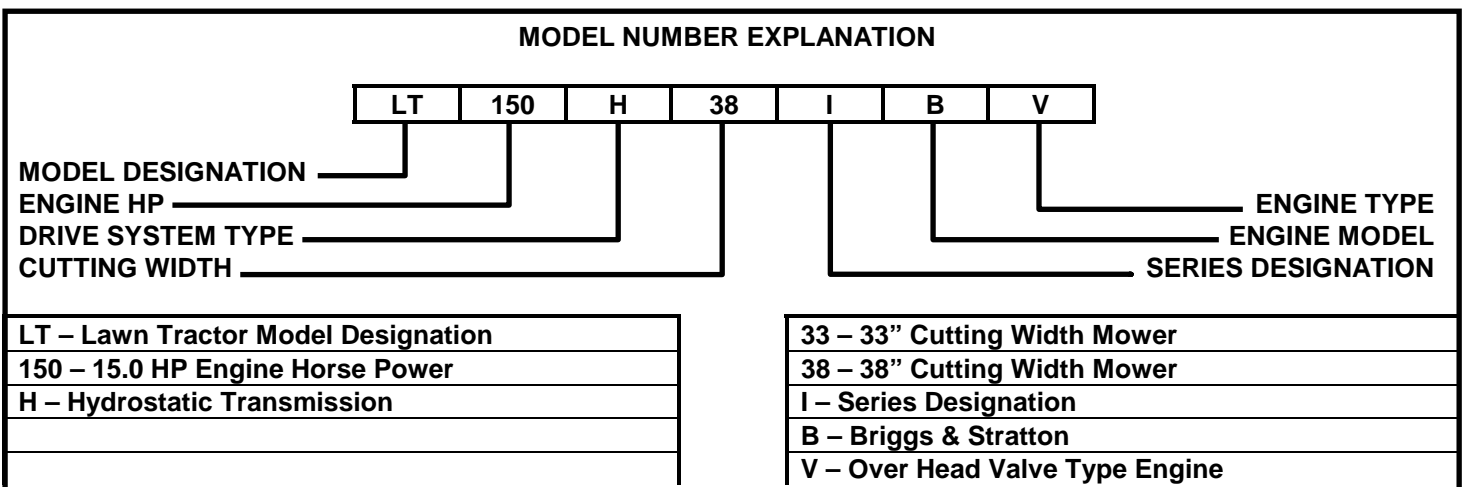 MODEL NUMBER EXPLANATION
LT 150 H 38 I B V
MODEL DESIGNATION
ENGINE HP
DRIVE SYSTEM TYPE
CUTTING WIDTH
ENGINE TYPE
ENGINE MODEL
SERIES DESIGNATION
LT – Lawn Tractor Model Designation
150 – 15.0 HP Engine Horse Power
H – Hydrostatic Transmission
33 – 33” Cutting Width Mower
38 – 38” Cutting Width Mower
I – Series Designation
B – Briggs & Stratton
V – Over Head Valve Type Engine